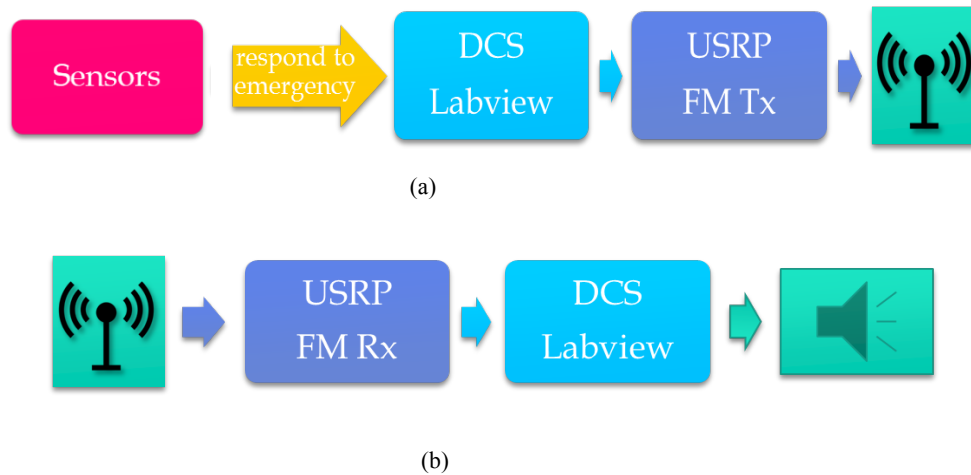 Sensors
respond to
emergency
DCS
Labview
USRP
FM Tx
(a)
USRP
FM Rx
DCS
Labview
(b)